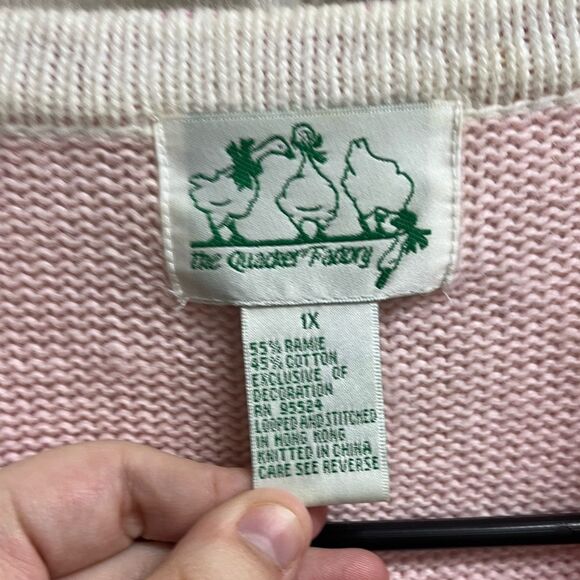 The Quacker Factory
1X
55% RAMIE
45% COTTON
EXCLUSIVE OF
DECORATION
RN 95524
LOOPED AND STITCHED
IN HONG KONG
KNITTED IN CHINA
CARE SEE REVERSE